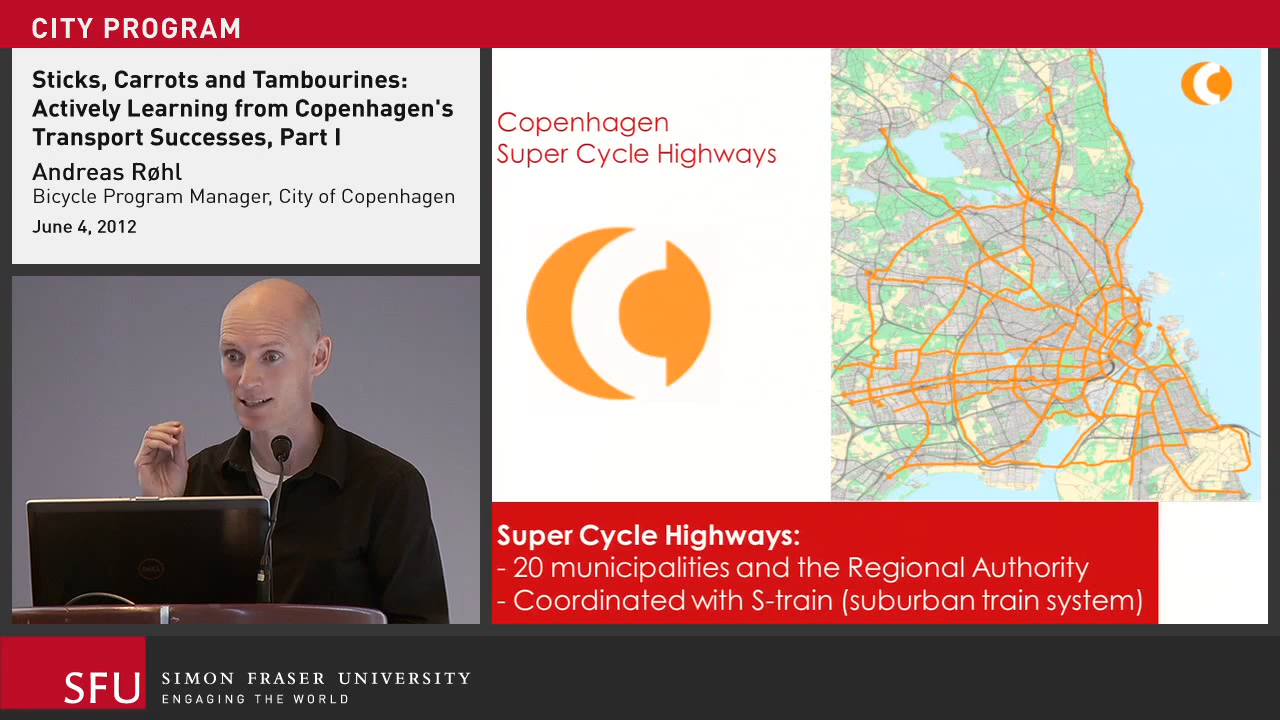 CITY PROGRAM
Sticks, Carrots and Tambourines:
Actively Learning from Copenhagen's
Transport Successes, Part I
Andreas Røhl
Bicycle Program Manager, City of Copenhagen
June 4, 2012
DELL
Copenhagen
Super Cycle Highways
Super Cycle Highways:
- 20 municipalities and the Regional Authority
- Coordinated with S-train (suburban train system)
SFU
SIMON FRASER UNIVERSITY
ENGAGING THE WORLD